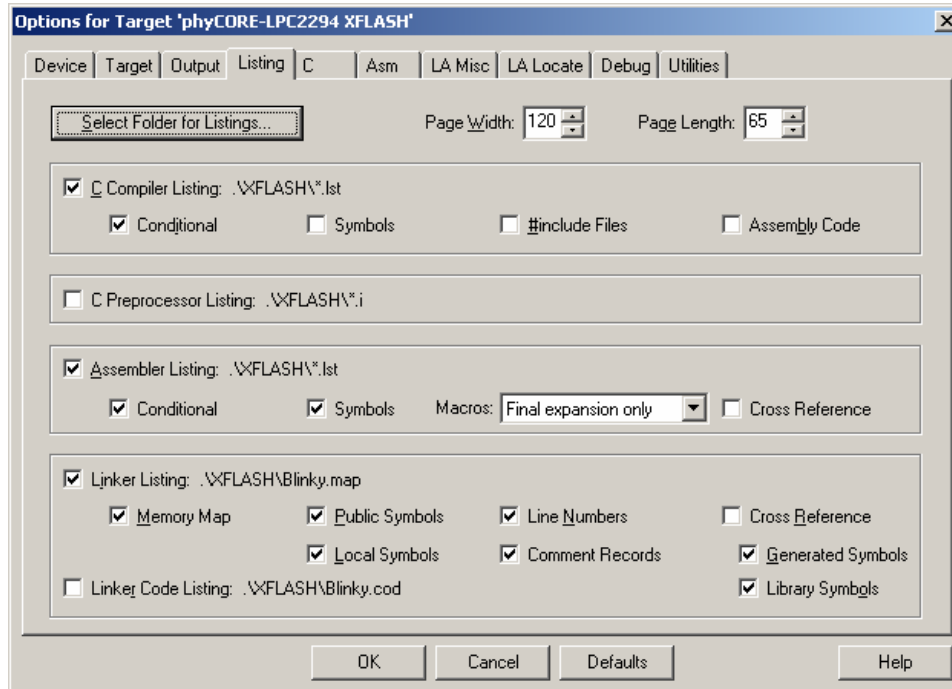 Options for Target 'phyCORE-LPC2294 XFLASH'
Device Target Output Listing C Asm LA Misc LA Locate Debug Utilities
Select Folder for Listings... Page Width: 120 Page Length: 65
C Compiler Listing: .\XFLASH\*.lst
Conditional Symbols #include Files Assembly Code
C Preprocessor Listing: .\XFLASH\*.i
Assembler Listing: .\XFLASH\*.lst
Conditional Symbols Macros: Final expansion only Cross Reference
Linker Listing: .\XFLASH\Blinky.map
Memory Map Public Symbols Line Numbers Cross Reference
Local Symbols Comment Records Generated Symbols
Linker Code Listing: .\XFLASH\Blinky.cod Library Symbols
OK Cancel Defaults Help